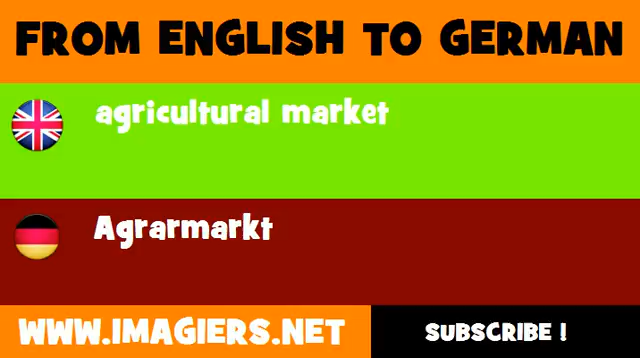 FROM ENGLISH TO GERMAN
agricultural market
Agrarmarkt
WWW.IMAGIERS.NET
SUBSCRIBE !